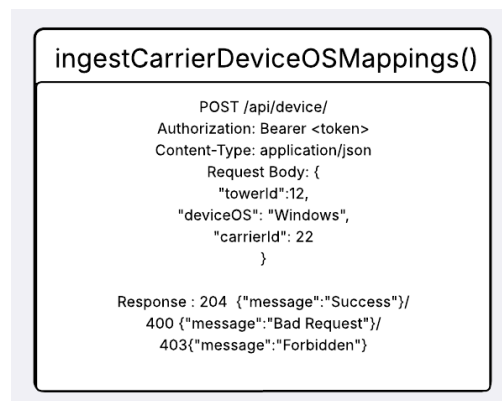 ingestCarrierDeviceOSMappings()
POST /api/device/
Authorization: Bearer <token>
Content-Type: application/json
Request Body: {
"towerId":12,
"deviceOS": "Windows",
"carrierId": 22
}
Response : 204  {"message":"Success"}/
400 {"message":"Bad Request"}/
403{"message":"Forbidden"}